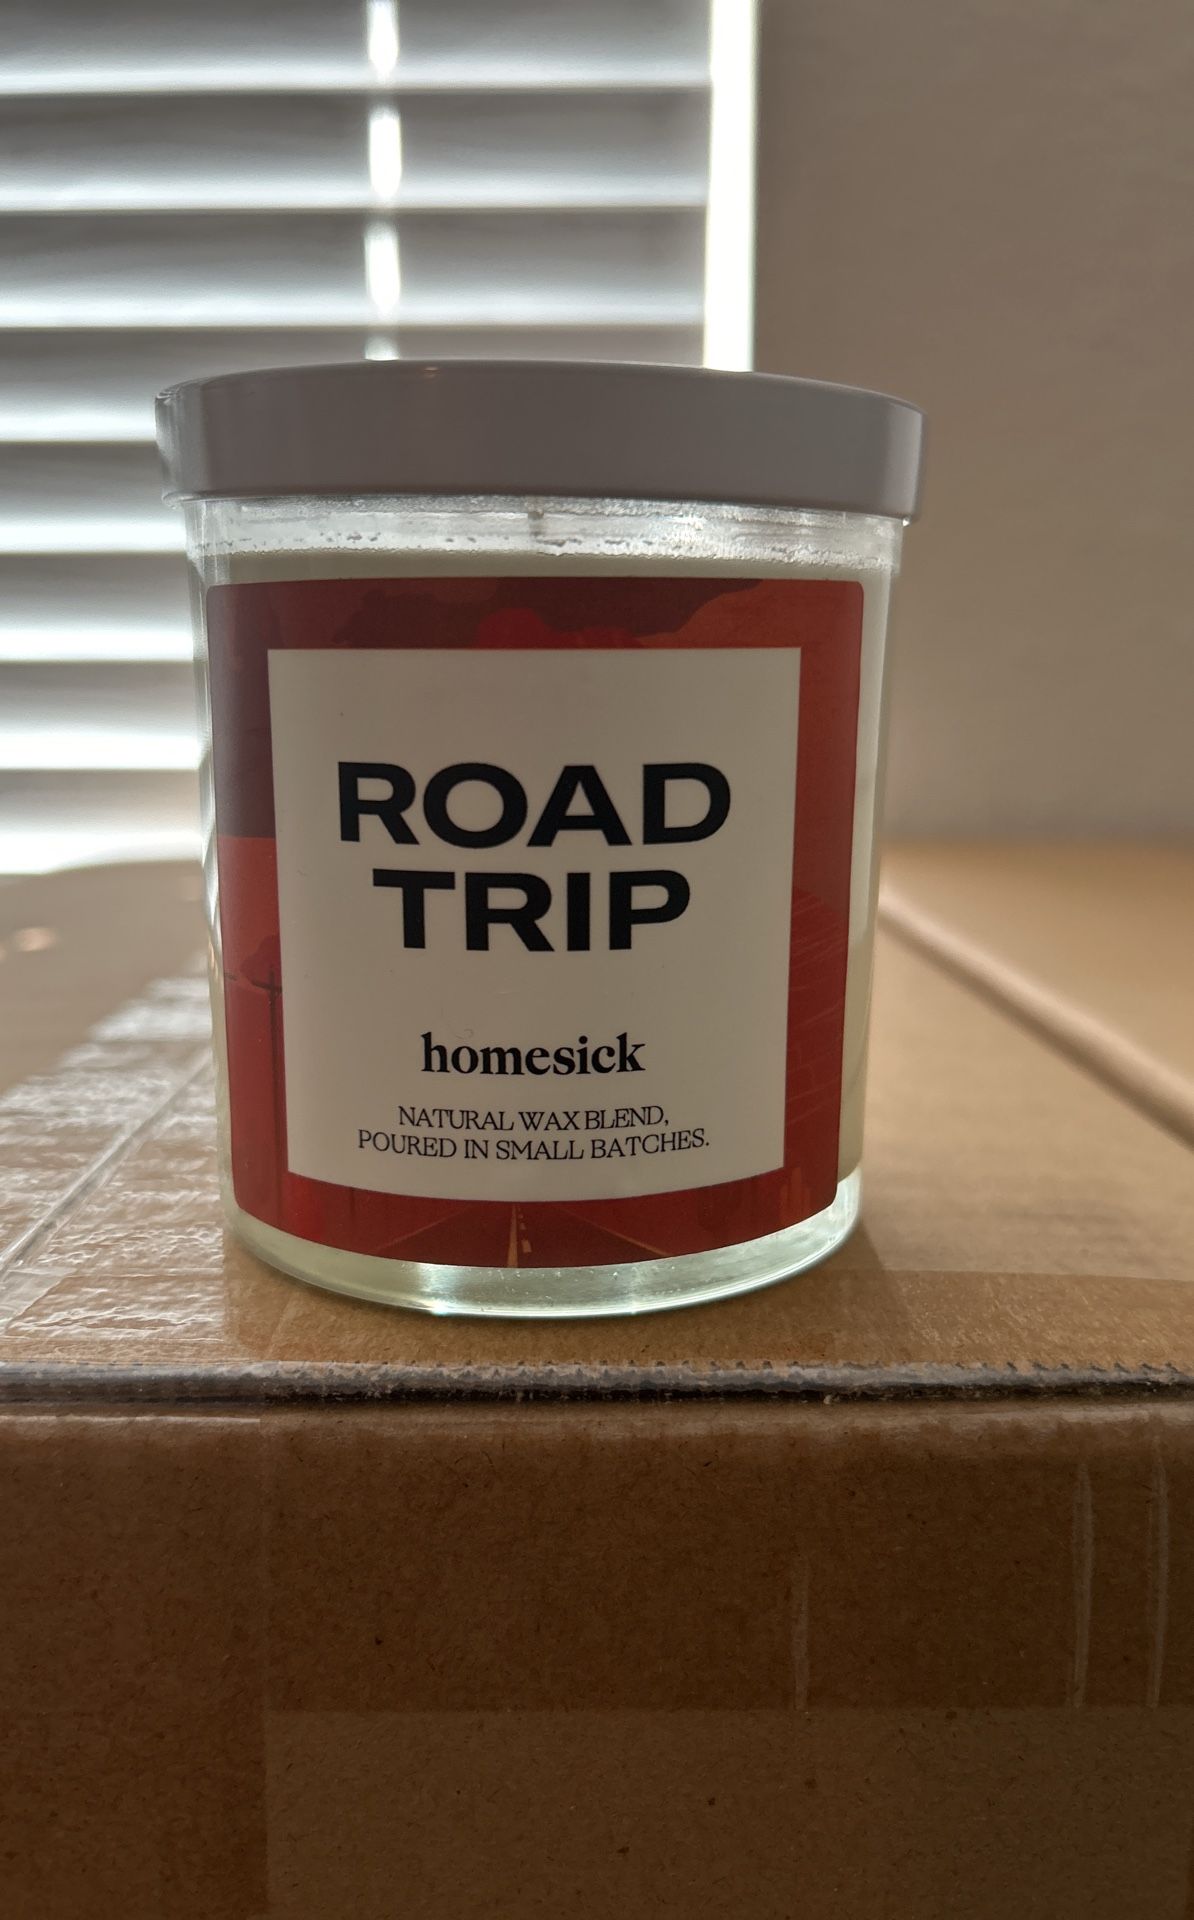 ROAD
TRIP
homesick
NATURAL WAX BLEND,
POURED IN SMALL BATCHES.